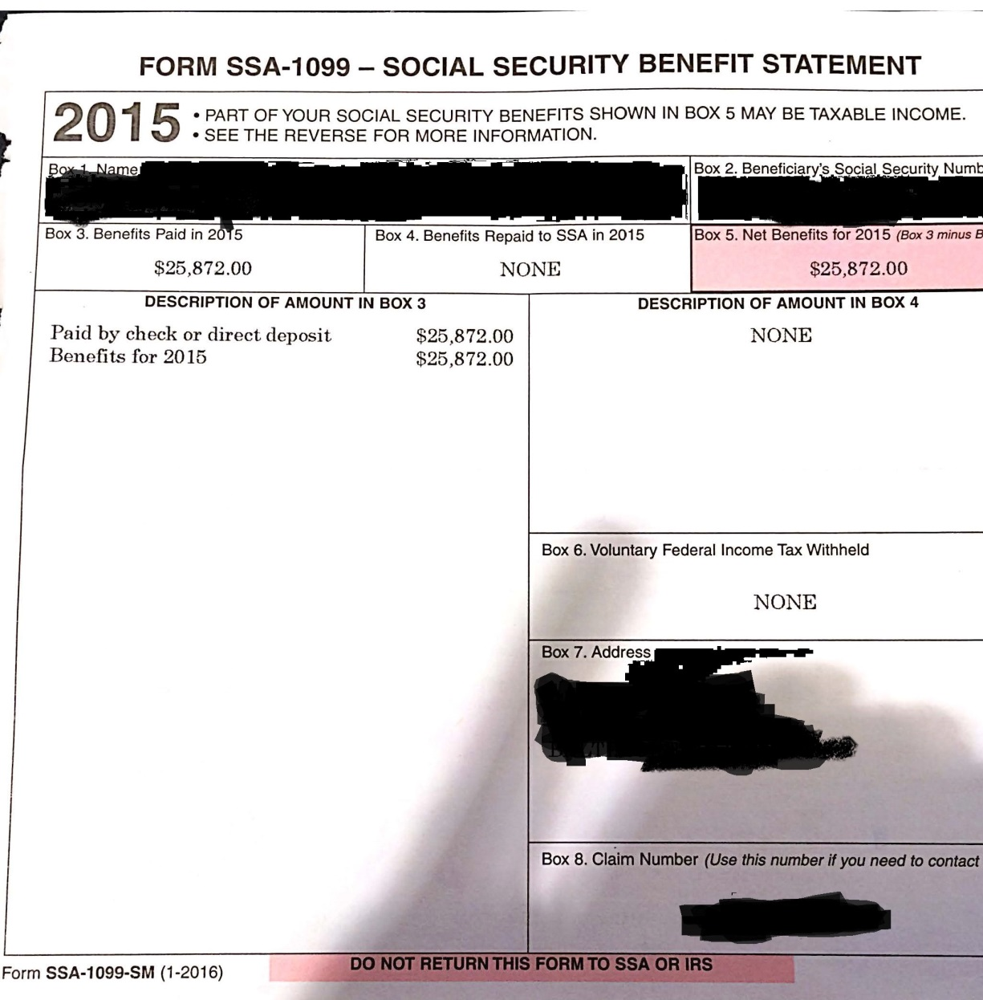 FORM SSA-1099 – SOCIAL SECURITY BENEFIT STATEMENT
2015
• PART OF YOUR SOCIAL SECURITY BENEFITS SHOWN IN BOX 5 MAY BE TAXABLE INCOME.
• SEE THE REVERSE FOR MORE INFORMATION.
Box 1. Name
Box 2. Beneficiary's Social Security Numb
Box 3. Benefits Paid in 2015
$25,872.00
Box 4. Benefits Repaid to SSA in 2015
NONE
Box 5. Net Benefits for 2015 (Box 3 minus B
$25,872.00
DESCRIPTION OF AMOUNT IN BOX 3
Paid by check or direct deposit $25,872.00
Benefits for 2015 $25,872.00
DESCRIPTION OF AMOUNT IN BOX 4
NONE
Box 6. Voluntary Federal Income Tax Withheld
NONE
Box 7. Address
Box 8. Claim Number (Use this number if you need to contact
Form SSA-1099-SM (1-2016)
DO NOT RETURN THIS FORM TO SSA OR IRS